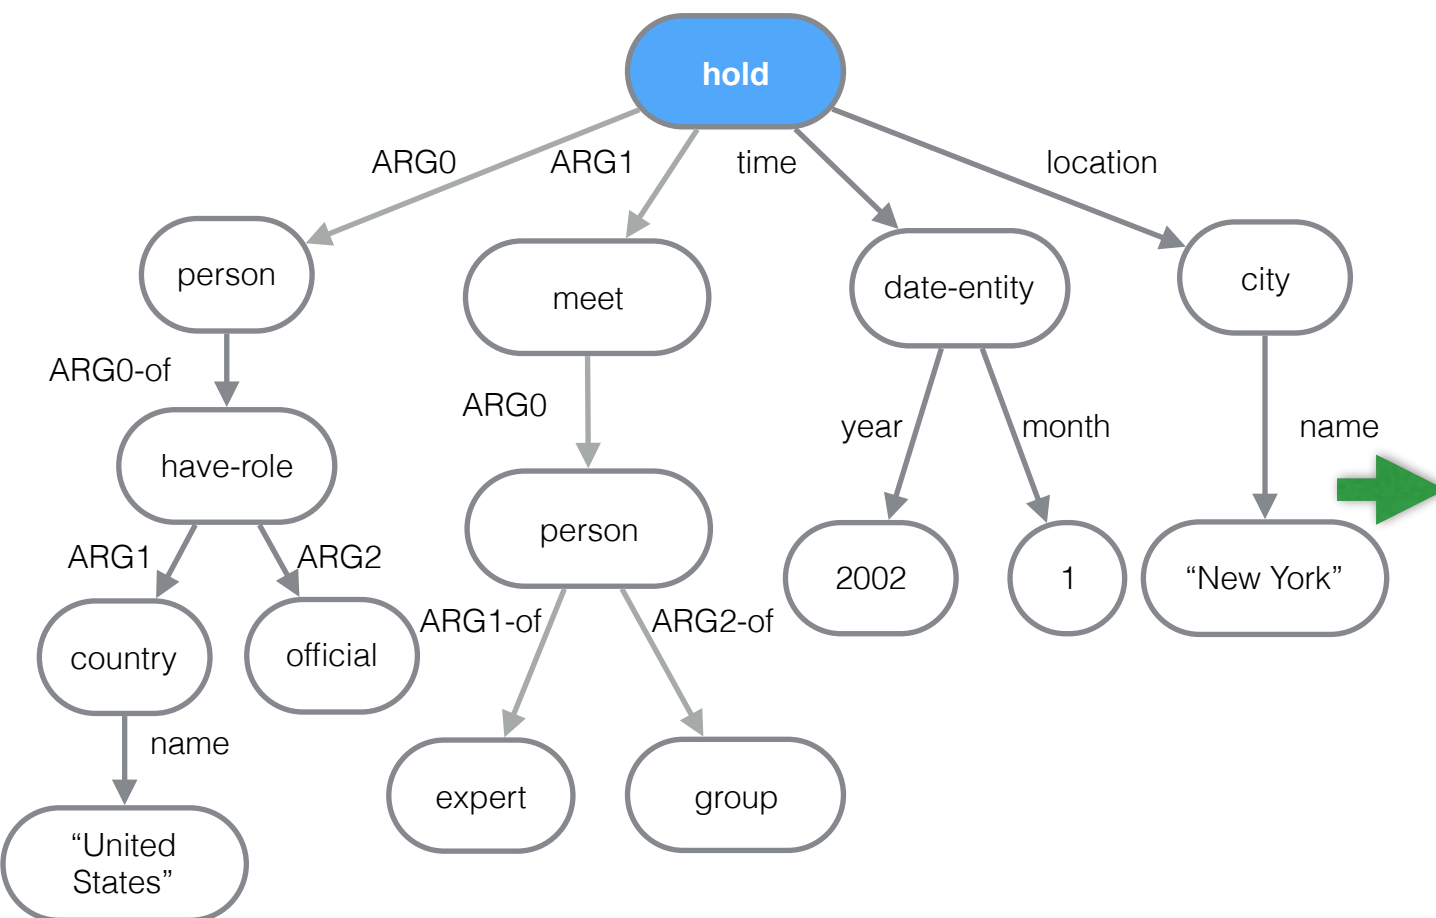 hold
ARG0
ARG1
time
location
person
meet
date-entity
city
ARG0-of
ARG0
year
month
name
have-role
person
ARG1
ARG2
2002
1
“New York”
country
official
ARG1-of
ARG2-of
name
expert
group
“United
States”